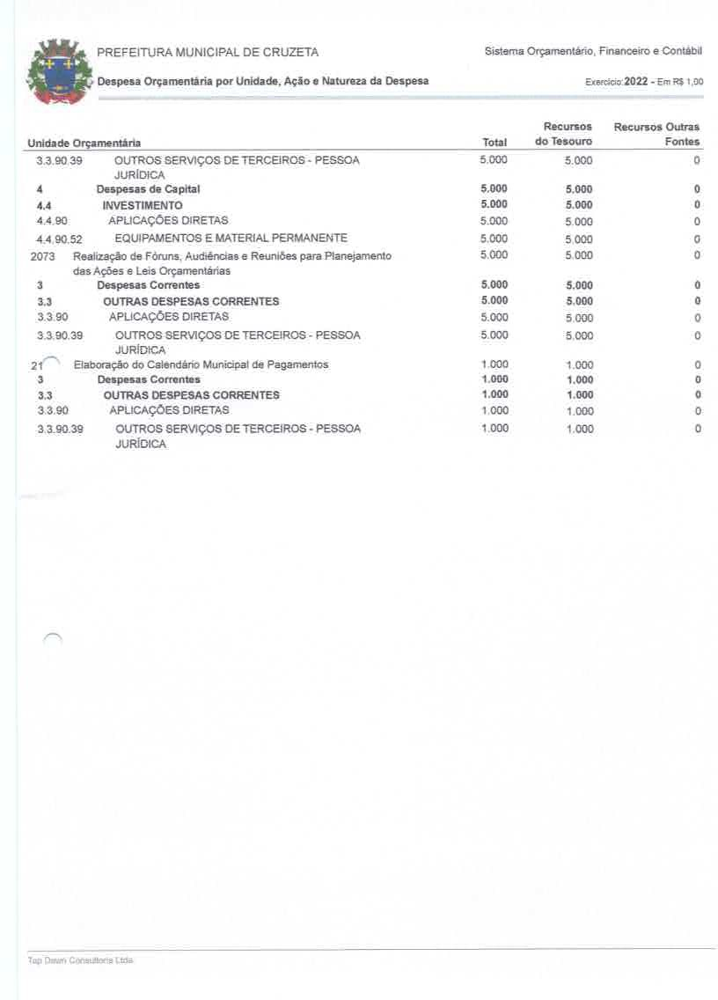 PREFEITURA MUNICIPAL DE CRUZETA Sistema Orçamentário, Financeiro e Contábil
Despesa Orçamentária por Unidade, Ação e Natureza da Despesa Exercício:2022 - Em R$ 1,00
Recursos Recursos Outras
Unidade Orçamentária Total do Tesouro Fontes
3.3.90.39 OUTROS SERVIÇOS DE TERCEIROS - PESSOA 5.000 5.000 0
JURÍDICA
4 Despesas de Capital 5.000 5.000 0
4.4 INVESTIMENTO 5.000 5.000 0
4.4.90 APLICAÇÕES DIRETAS 5.000 5.000 0
4.4.90.52 EQUIPAMENTOS E MATERIAL PERMANENTE 5.000 5.000 0
2073 Realização de Fóruns, Audiências e Reuniões para Planejamento 5.000 5.000 0
das Ações e Leis Orçamentárias
3 Despesas Correntes 5.000 5.000 0
3.3 OUTRAS DESPESAS CORRENTES 5.000 5.000 0
3.3.90 APLICAÇÕES DIRETAS 5.000 5.000 0
3.3.90.39 OUTROS SERVIÇOS DE TERCEIROS - PESSOA 5.000 5.000 0
JURÍDICA
21 Elaboração do Calendário Municipal de Pagamentos 1.000 1.000 0
3 Despesas Correntes 1.000 1.000 0
3.3 OUTRAS DESPESAS CORRENTES 1.000 1.000 0
3.3.90 APLICAÇÕES DIRETAS 1.000 1.000 0
3.3.90.39 OUTROS SERVIÇOS DE TERCEIROS - PESSOA 1.000 1.000 0
JURÍDICA
Top Down Consultoria Ltda